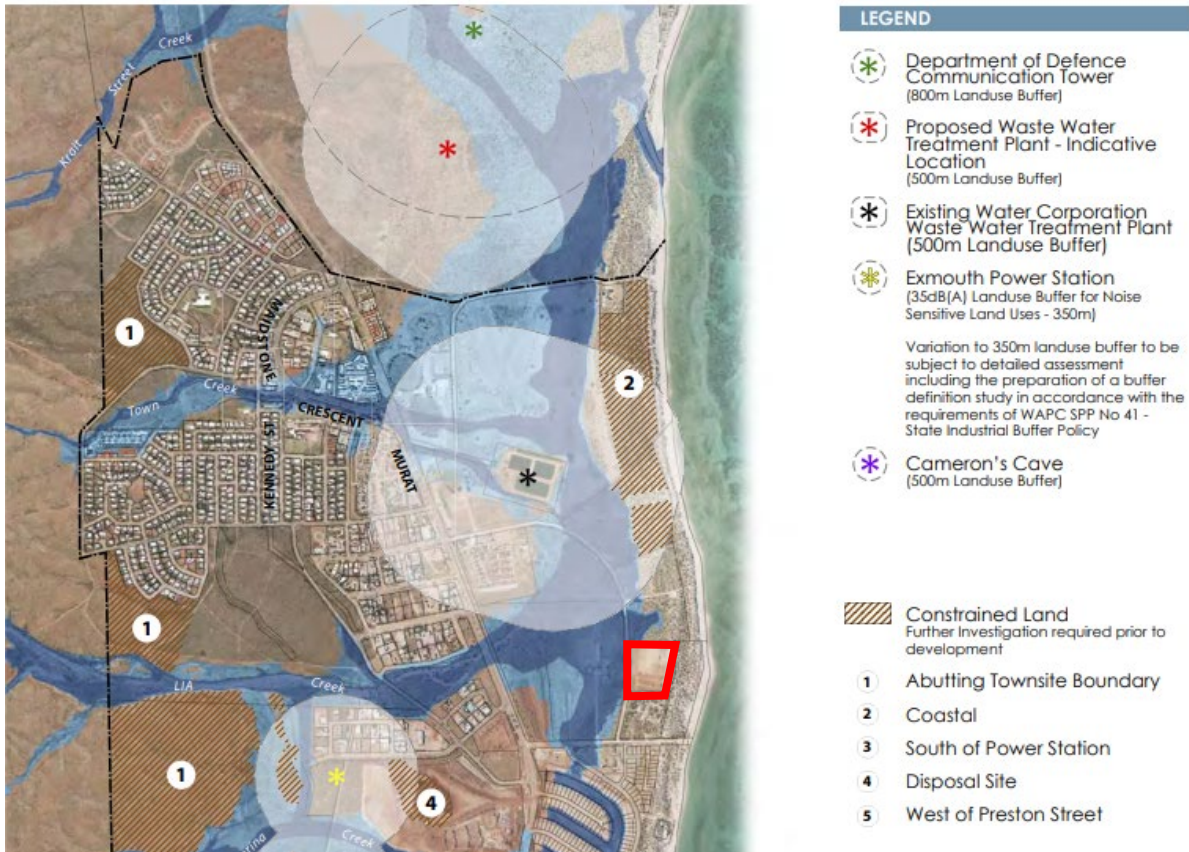 Street
Creek
Krait
1
MAIDSTONE
Creek
Town
CRESCENT
KENNEDY ST
MURAT
2
1
LIA
Creek
1
4
Creek
LEGEND
Department of Defence
Communication Tower
(800m Landuse Buffer)
Proposed Waste Water
Treatment Plant - Indicative
Location
(500m Landuse Buffer)
Existing Water Corporation
Waste Water Treatment Plant
(500m Landuse Buffer)
Exmouth Power Station
(35dB(A) Landuse Buffer for Noise
Sensitive Land Uses - 350m)
Variation to 350m landuse buffer to be
subject to detailed assessment
including the preparation of a buffer
definition study in accordance with the
requirements of WAPC SPP No 41 -
State Industrial Buffer Policy
Cameron's Cave
(500m Landuse Buffer)
Constrained Land
Further Investigation required prior to
development
1 Abutting Townsite Boundary
2 Coastal
3 South of Power Station
4 Disposal Site
5 West of Preston Street